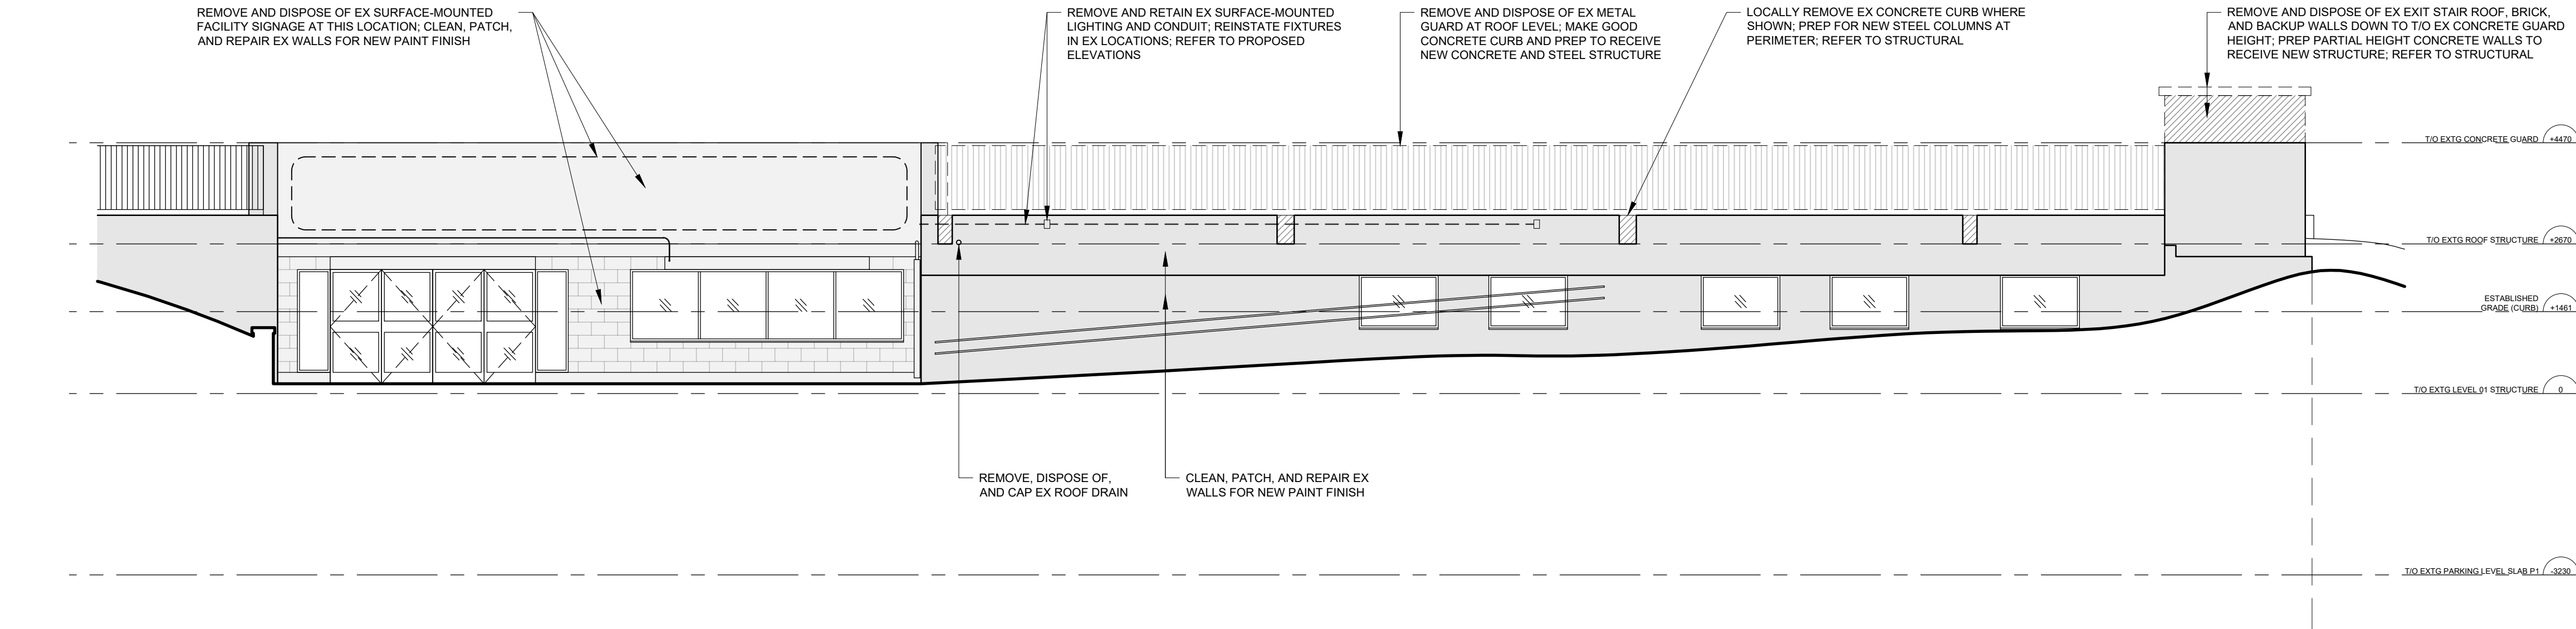 REMOVE AND DISPOSE OF EX SURFACE-MOUNTED
FACILITY SIGNAGE AT THIS LOCATION; CLEAN, PATCH,
AND REPAIR EX WALLS FOR NEW PAINT FINISH
REMOVE AND RETAIN EX SURFACE-MOUNTED
LIGHTING AND CONDUIT; REINSTATE FIXTURES
IN EX LOCATIONS; REFER TO PROPOSED
ELEVATIONS
REMOVE AND DISPOSE OF EX METAL
GUARD AT ROOF LEVEL; MAKE GOOD
CONCRETE CURB AND PREP TO RECEIVE
NEW CONCRETE AND STEEL STRUCTURE
LOCALLY REMOVE EX CONCRETE CURB WHERE
SHOWN; PREP FOR NEW STEEL COLUMNS AT
PERIMETER; REFER TO STRUCTURAL
REMOVE AND DISPOSE OF EX EXIT STAIR ROOF, BRICK,
AND BACKUP WALLS DOWN TO T/O EX CONCRETE GUARD
HEIGHT; PREP PARTIAL HEIGHT CONCRETE WALLS TO
RECEIVE NEW STRUCTURE; REFER TO STRUCTURAL
T/O EXTG CONCRETE GUARD +4470
T/O EXTG ROOF STRUCTURE +2670
ESTABLISHED
GRADE (CURB) +1461
T/O EXTG LEVEL 01 STRUCTURE 0
REMOVE, DISPOSE OF,
AND CAP EX ROOF DRAIN
CLEAN, PATCH, AND REPAIR EX
WALLS FOR NEW PAINT FINISH
T/O EXTG PARKING LEVEL SLAB P1 -3230